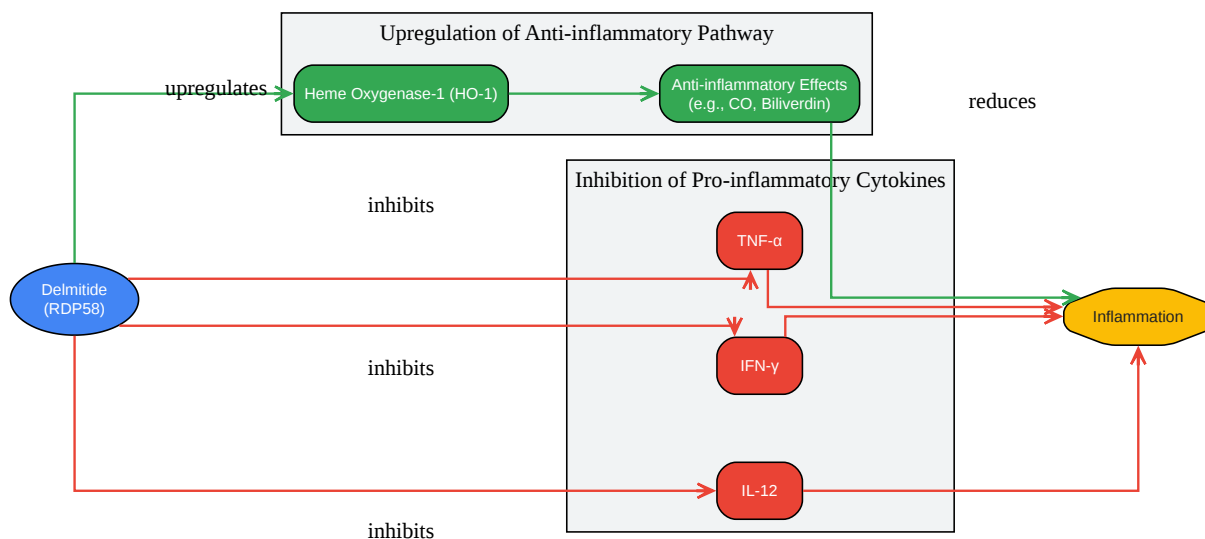 Upregulation of Anti-inflammatory Pathway
upregulates
Heme Oxygenase-1 (HO-1)
Anti-inflammatory Effects
(e.g., CO, Biliverdin)
reduces
Inhibition of Pro-inflammatory Cytokines
inhibits
TNF-α
Delmitide
(RDP58)
Inflammation
inhibits
IFN-γ
IL-12
inhibits